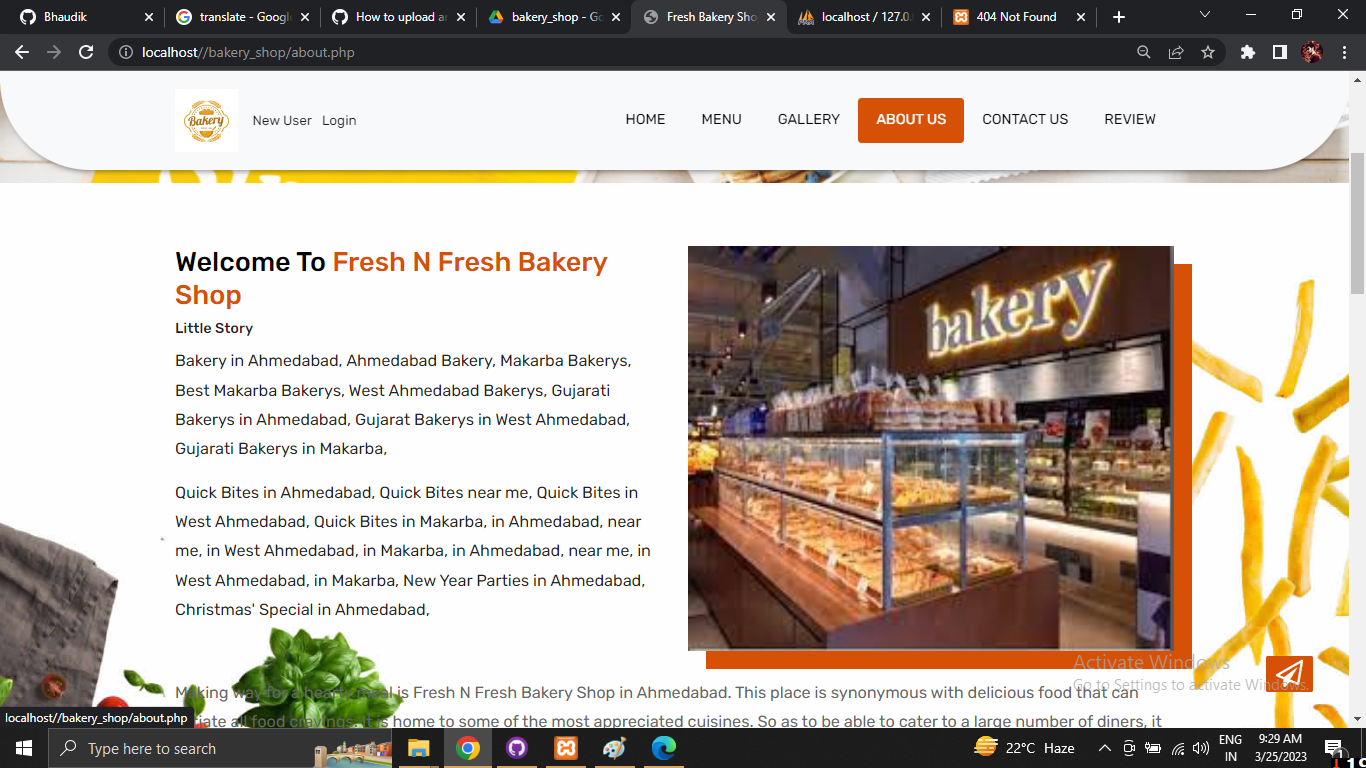 Bhaudik
translate - Googl
How to upload a
bakery_shop - Go
Fresh Bakery Sho
localhost / 127.0.
404 Not Found
localhost//bakery_shop/about.php
Bakery
New User Login
HOME MENU GALLERY ABOUT US CONTACT US REVIEW
Welcome To Fresh N Fresh Bakery
Shop
Little Story
Bakery in Ahmedabad, Ahmedabad Bakery, Makarba Bakerys,
Best Makarba Bakerys, West Ahmedabad Bakerys, Gujarati
Bakerys in Ahmedabad, Gujarat Bakerys in West Ahmedabad,
Gujarati Bakerys in Makarba,
Quick Bites in Ahmedabad, Quick Bites near me, Quick Bites in
West Ahmedabad, Quick Bites in Makarba, in Ahmedabad, near
me, in West Ahmedabad, in Makarba, in Ahmedabad, near me, in
West Ahmedabad, in Makarba, New Year Parties in Ahmedabad,
Christmas' Special in Ahmedabad,
bakery
Making way for a hearty meal is Fresh N Fresh Bakery Shop in Ahmedabad. This place is synonymous with delicious food that can
all food cravings. It is home to some of the most appreciated cuisines. So as to be able to cater to a large number of diners, it
Activate Windows
Go to Settings to activate Windows.
localhost//bakery_shop/about.php
Type here to search
22°C Haze
ENG
IN
9:29 AM
3/25/2023